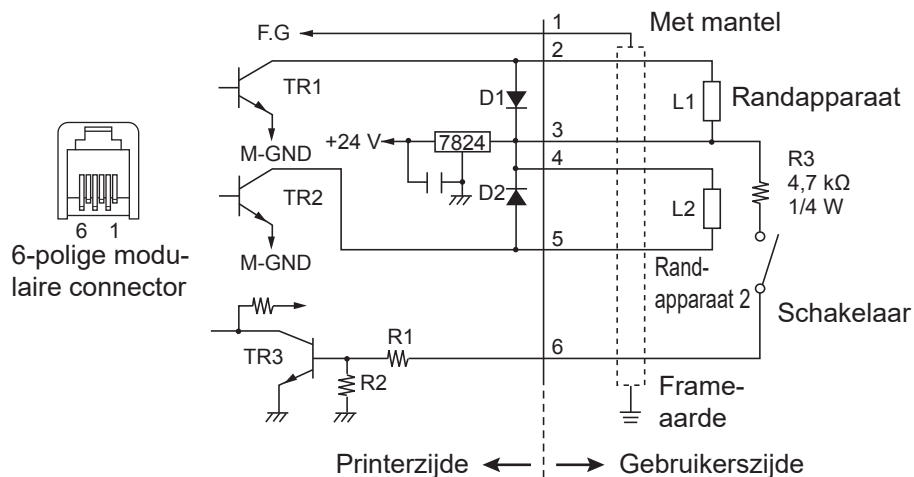 F.G
1
Met mantel
2
TR1
D1
L1
Randapparaat
M-GND
+24 V
7824
3
R3
4,7 kΩ
1/4 W
4
TR2
D2
L2
6 1
6-polige modu-
laire connector
M-GND
5
Rand-
apparaat 2
Schakelaar
R1
6
TR3
R2
Frame-
aarde
Printerzijde
Gebruikerszijde